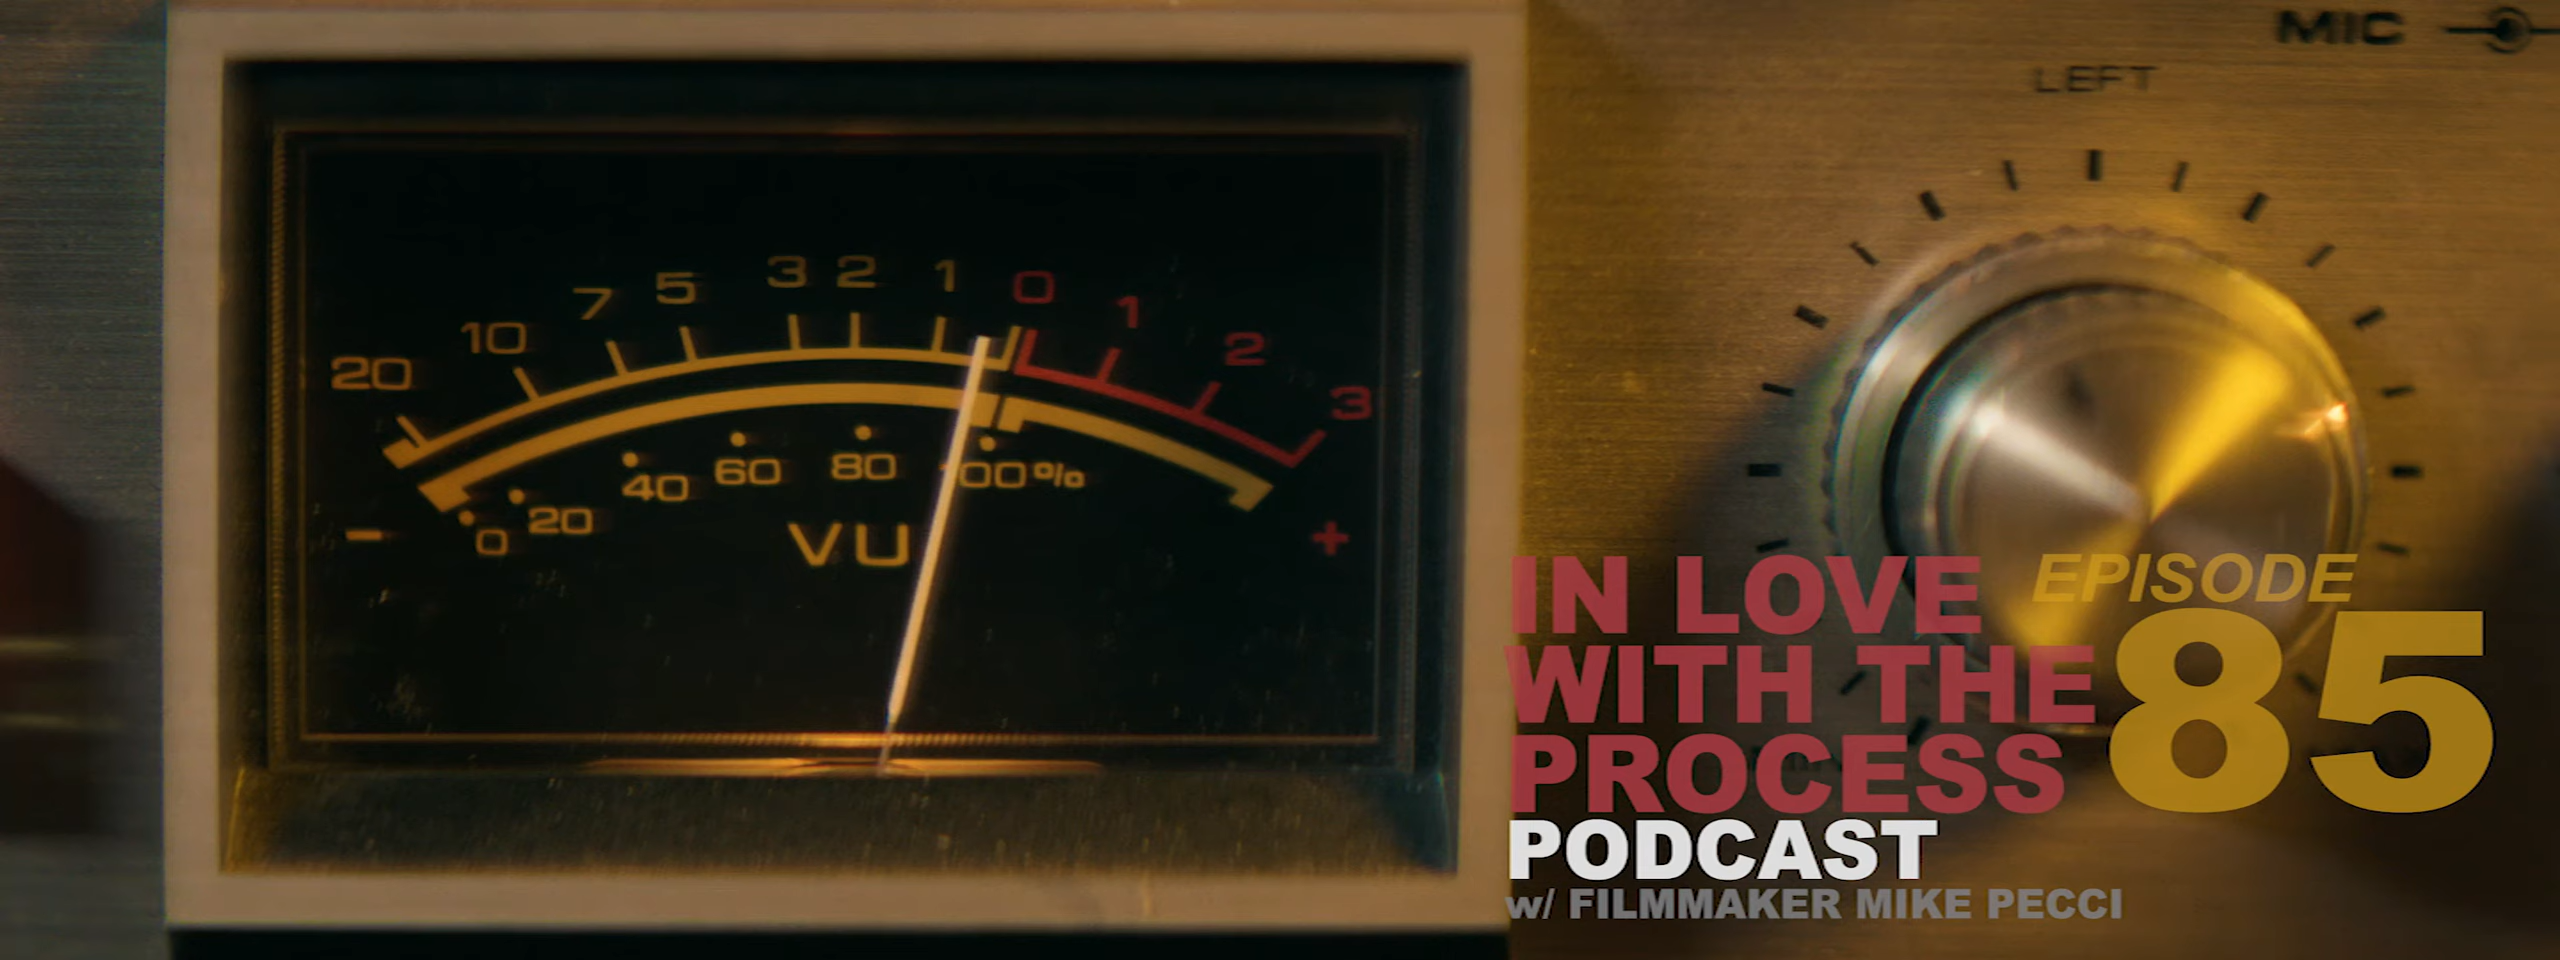 MIC
LEFT
20 10 7 5 3 2 1 0 1 2 3
0 20 40 60 80 100%
- VU +
IN LOVE
WITH THE
PROCESS
PODCAST
w/ FILMMAKER MIKE PECCI
EPISODE
85